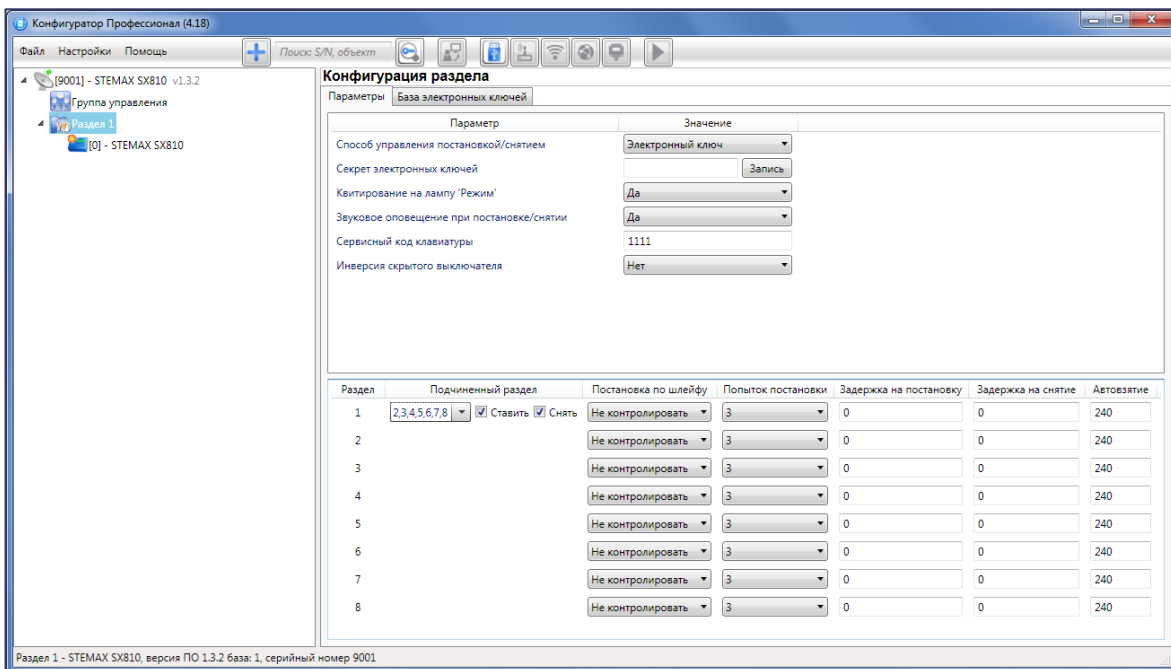 Конфигуратор Профессионал (4.18)
Файл Настройки Помощь Поиск: S/N, объект
[9001] - STEMAX SX810 v1.3.2
Группа управления
Раздел 1
[0] - STEMAX SX810
Конфигурация раздела
Параметры База электронных ключей
Параметр Значение
Способ управления постановкой/снятием Электронный ключ
Секрет электронных ключей Запись
Квитирование на лампу 'Режим' Да
Звуковое оповещение при постановке/снятии Да
Сервисный код клавиатуры 1111
Инверсия скрытого выключателя Нет
Раздел Подчиненный раздел Постановка по шлейфу Попыток постановки Задержка на постановку Задержка на снятие Автовзятие
1 2,3,4,5,6,7,8 Ставить Снять Не контролировать 3 0 0 240
2 Не контролировать 3 0 0 240
3 Не контролировать 3 0 0 240
4 Не контролировать 3 0 0 240
5 Не контролировать 3 0 0 240
6 Не контролировать 3 0 0 240
7 Не контролировать 3 0 0 240
8 Не контролировать 3 0 0 240
Раздел 1 - STEMAX SX810, версия ПО 1.3.2 база: 1, серийный номер 9001